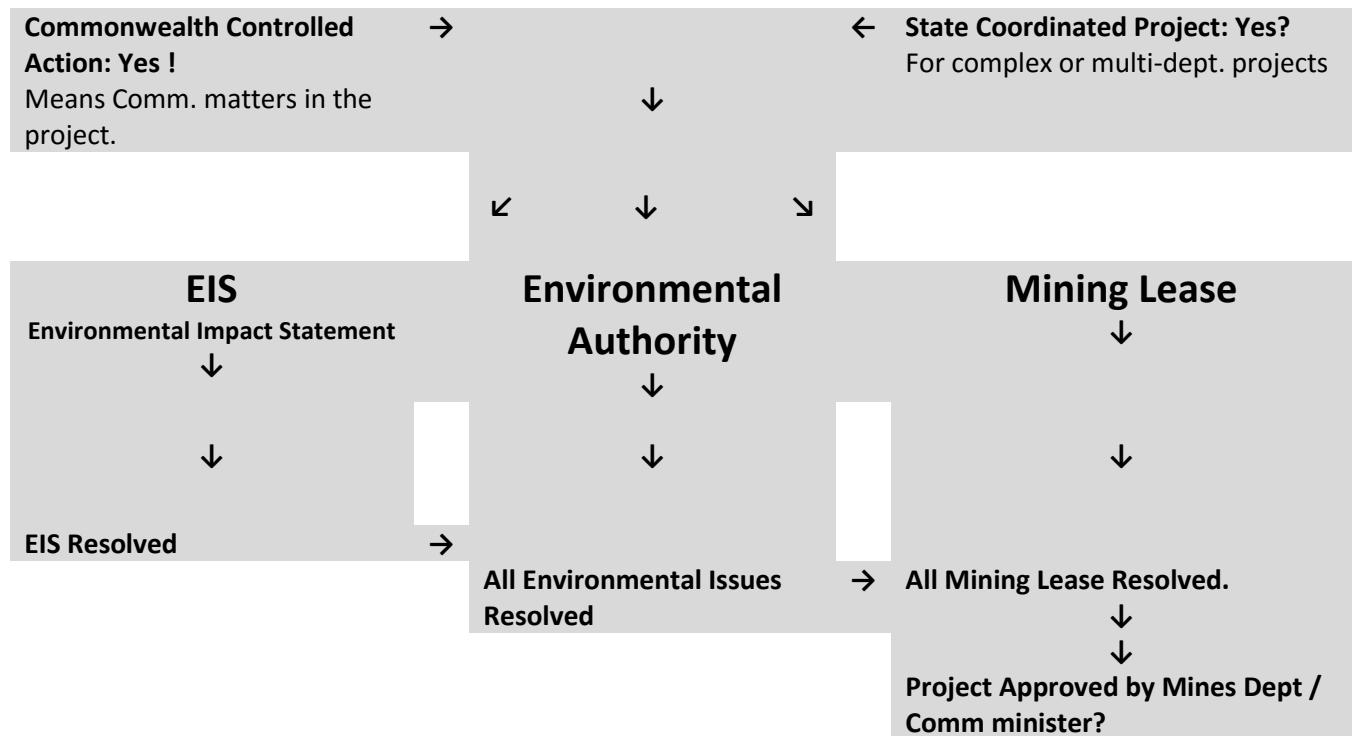 Commonwealth Controlled
Action: Yes !
Means Comm. matters in the
project.
→
↓
←
State Coordinated Project: Yes?
For complex or multi-dept. projects
↙ ↓ ↘
EIS
Environmental Impact Statement
↓
↓
EIS Resolved →
Environmental
Authority
↓
↓
All Environmental Issues →
Resolved
Mining Lease
↓
↓
All Mining Lease Resolved.
↓
↓
Project Approved by Mines Dept /
Comm minister?